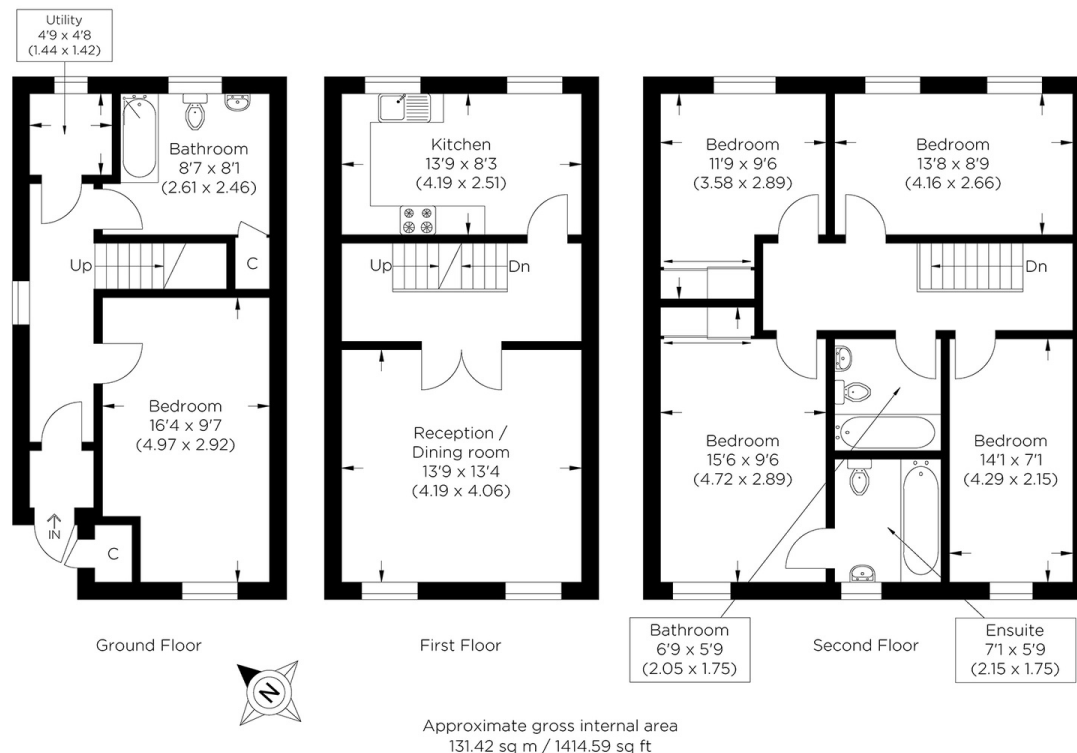 Utility
4'9 x 4'8
(1.44 x 1.42)
Bathroom
8'7 x 8'1
(2.61 x 2.46)
Up
C
Bedroom
16'4 x 9'7
(4.97 x 2.92)
IN
C
Ground Floor
Kitchen
13'9 x 8'3
(4.19 x 2.51)
Up
Dn
Reception /
Dining room
13'9 x 13'4
(4.19 x 4.06)
First Floor
Bedroom
11'9 x 9'6
(3.58 x 2.89)
Bedroom
13'8 x 8'9
(4.16 x 2.66)
Dn
Bedroom
15'6 x 9'6
(4.72 x 2.89)
Bedroom
14'1 x 7'1
(4.29 x 2.15)
Bathroom
6'9 x 5'9
(2.05 x 1.75)
Second Floor
Ensuite
7'1 x 5'9
(2.15 x 1.75)
N
Approximate gross internal area
131.42 sq m / 1414.59 sq ft